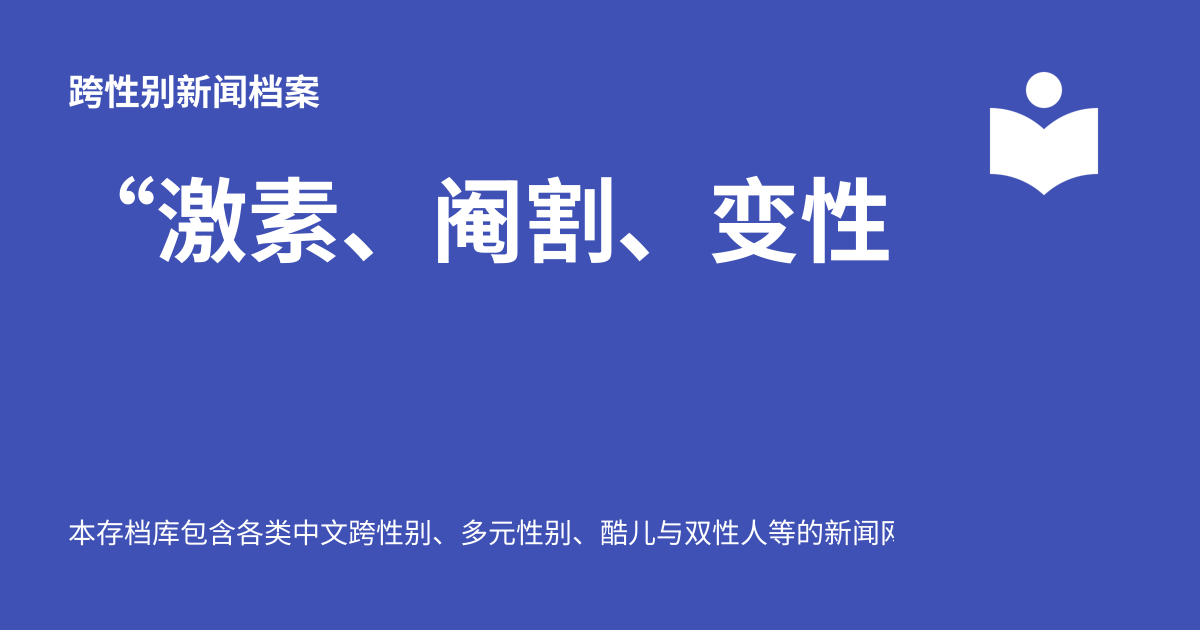 跨性别新闻档案
“激素、阉割、变性
本存档库包含各类中文跨性别、多元性别、酷儿与双性人等的新闻